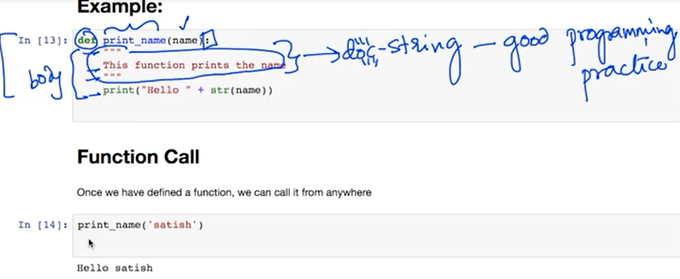 Example:
In [13]: def print_name(name):
"""
This function prints the name
"""
print("Hello " + str(name))
body
doc-string - good programming
practice
Function Call
Once we have defined a function, we can call it from anywhere
In [14]: print_name('satish')
Hello satish